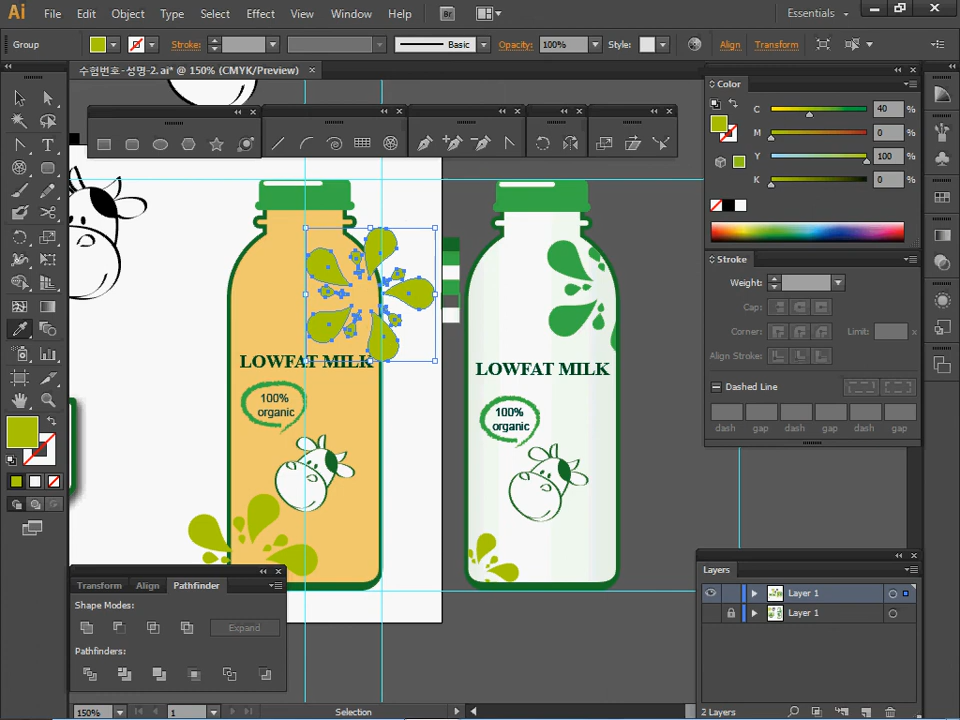 Ai File Edit Object Type Select Effect View Window Help Br Essentials
Group Stroke: Basic Opacity: 100% Style: Align Transform
수험번호-성명-2.ai* @ 150% (CMYK/Preview)
Color
C 40 %
M 0 %
Y 100 %
K 0 %
Stroke
Weight:
Cap:
Corner: Limit: x
Align Stroke:
Dashed Line
dash gap dash gap dash gap
LOWFAT MILK
100%
organic
LOWFAT MILK
100%
organic
Transform Align Pathfinder
Shape Modes:
Expand
Pathfinders:
Layers
Layer 1
Layer 1
2 Layers
150% 1 Selection